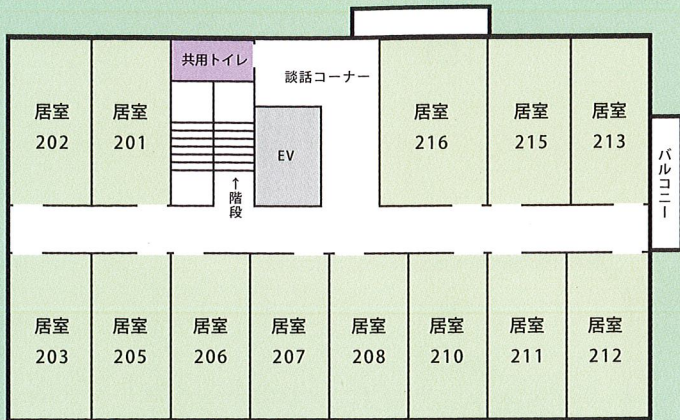 共用トイレ
談話コーナー
居室
202
居室
201
EV
↑階段
居室
216
居室
215
居室
213
バルコニー
居室
203
居室
205
居室
206
居室
207
居室
208
居室
210
居室
211
居室
212